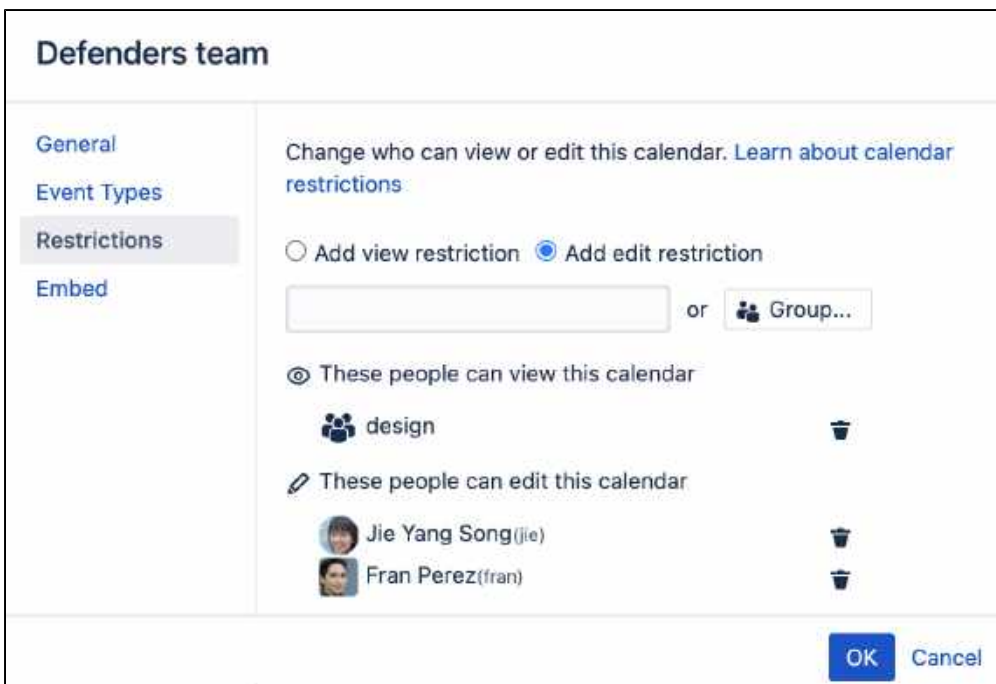 Defenders team
General
Event Types
Restrictions
Embed
Change who can view or edit this calendar. Learn about calendar
restrictions
Add view restriction Add edit restriction
or Group...
These people can view this calendar
design
These people can edit this calendar
Jie Yang Song(jie)
Fran Perez(fran)
OK Cancel